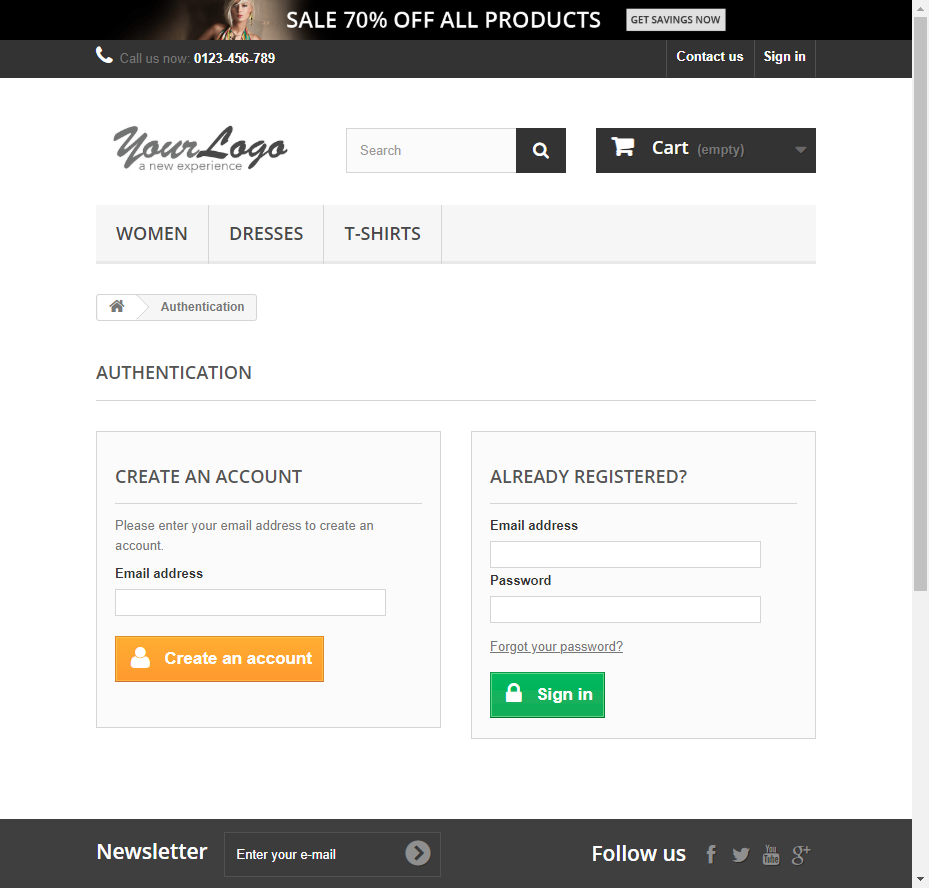 SALE 70% OFF ALL PRODUCTS GET SAVINGS NOW
Call us now: 0123-456-789 Contact us Sign in
YourLogo
a new experience
Search
Cart (empty)
WOMEN DRESSES T-SHIRTS
Authentication
AUTHENTICATION
CREATE AN ACCOUNT
Please enter your email address to create an
account.
Email address
Create an account
ALREADY REGISTERED?
Email address
Password
Forgot your password?
Sign in
Newsletter Enter your e-mail Follow us f You Tube g+